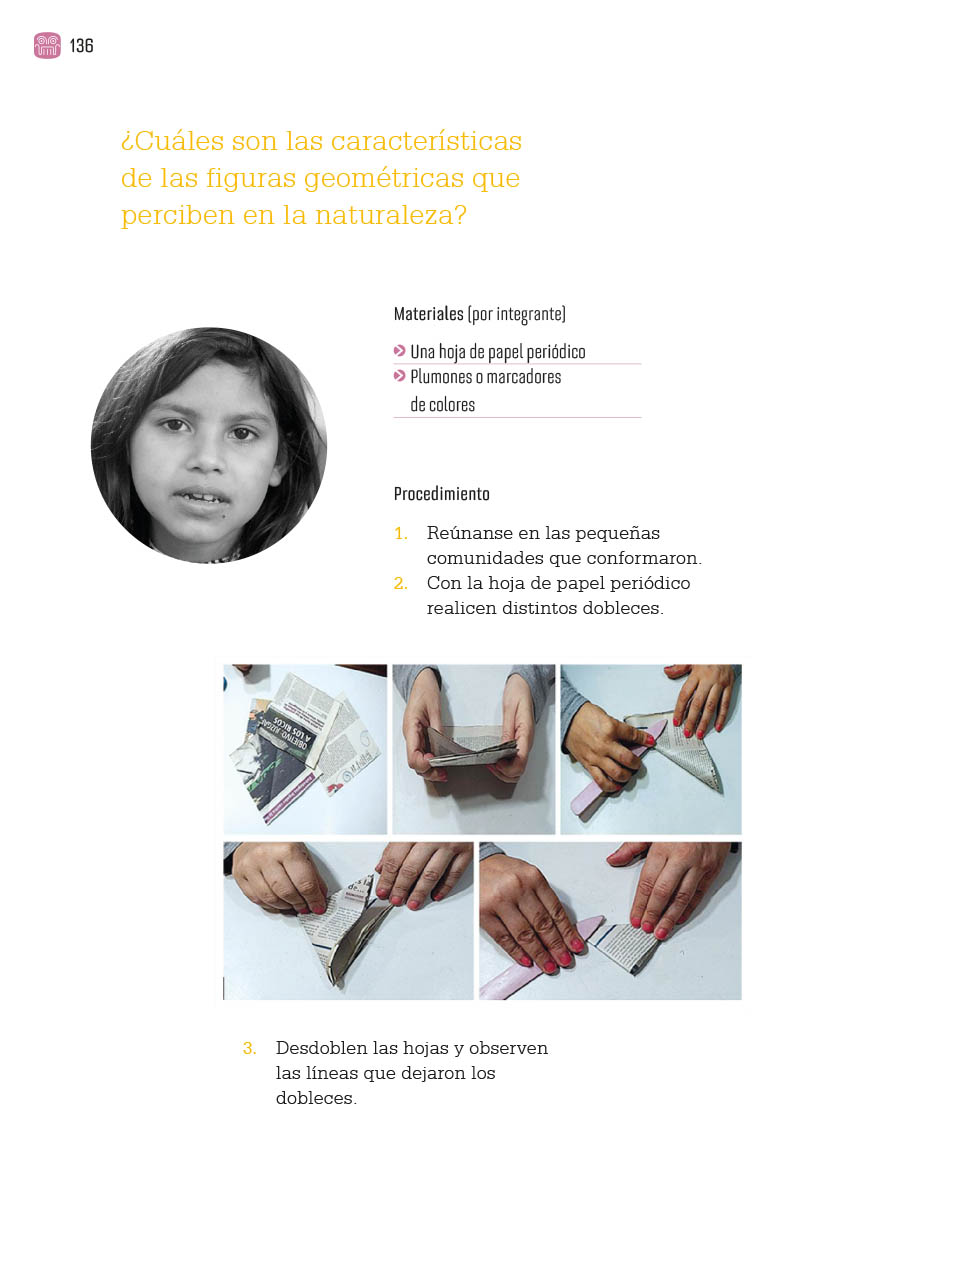 136
¿Cuáles son las características
de las figuras geométricas que
perciben en la naturaleza?
Materiales (por integrante)
Una hoja de papel periódico
Plumones o marcadores
de colores
Procedimiento
1. Reúnanse en las pequeñas
comunidades que conformaron.
2. Con la hoja de papel periódico
realicen distintos dobleces.
OBJETIVO: JUZGAR
A LOS RICOS
3. Desdoblen las hojas y observen
las líneas que dejaron los
dobleces.